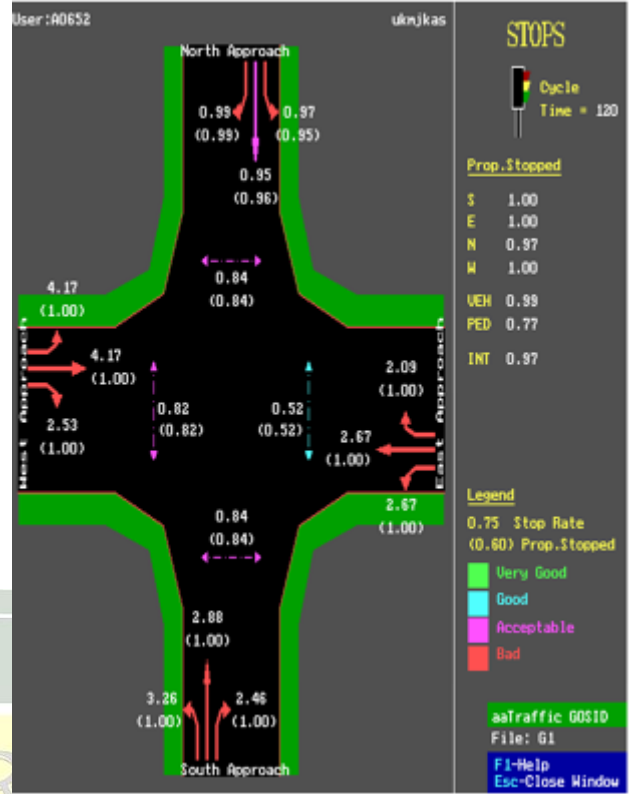 User:A0652
ukmjkas
North Approach
0.99
(0.99)
0.97
(0.95)
0.95
(0.96)
0.84
(0.84)
4.17
(1.00)
West Approach
4.17
(1.00)
2.53
(1.00)
0.82
(0.82)
0.52
(0.52)
2.09
(1.00)
2.67
(1.00)
East Approach
2.67
(1.00)
0.84
(0.84)
2.88
(1.00)
3.26
(1.00)
2.46
(1.00)
South Approach
STOPS
Cycle
Time = 120
Prop.Stopped
S 1.00
E 1.00
N 0.97
W 1.00
VEH 0.99
PED 0.77
INT 0.97
Legend
0.75 Stop Rate
(0.60) Prop.Stopped
Very Good
Good
Acceptable
Bad
aaTraffic GOSID
File: G1
F1-Help
Esc-Close Window